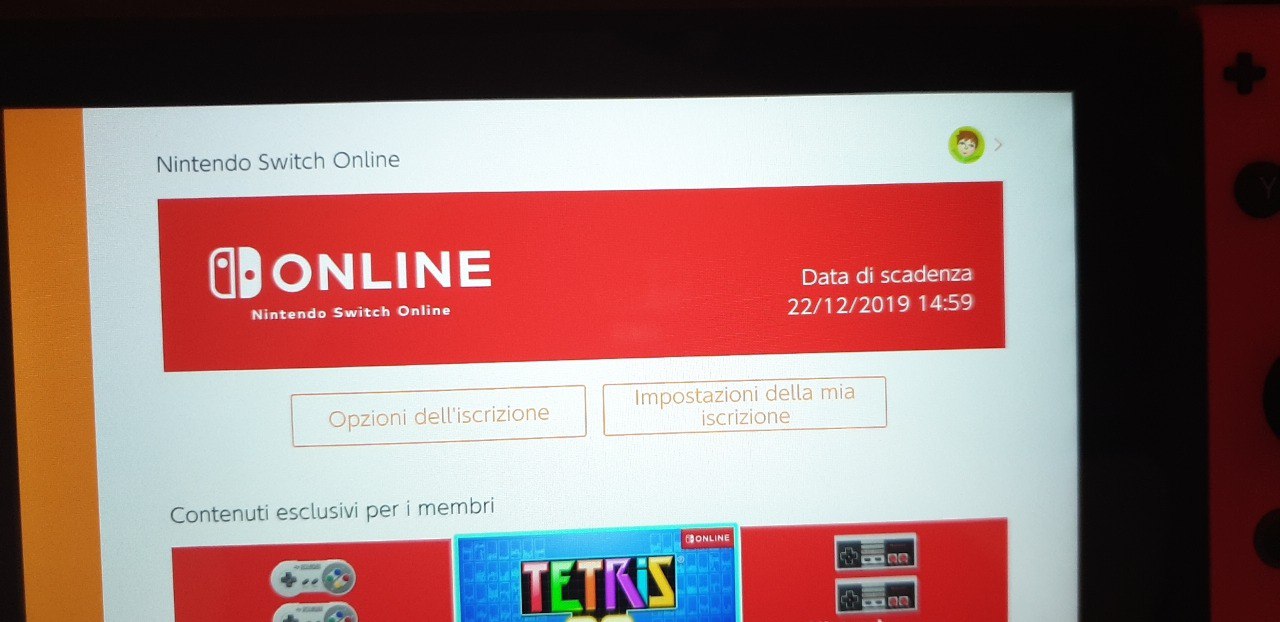 Nintendo Switch Online
ONLINE
Nintendo Switch Online
Data di scadenza
22/12/2019 14:59
Opzioni dell'iscrizione
Impostazioni della mia
iscrizione
Contenuti esclusivi per i membri
ONLINE
TETRIS
Y